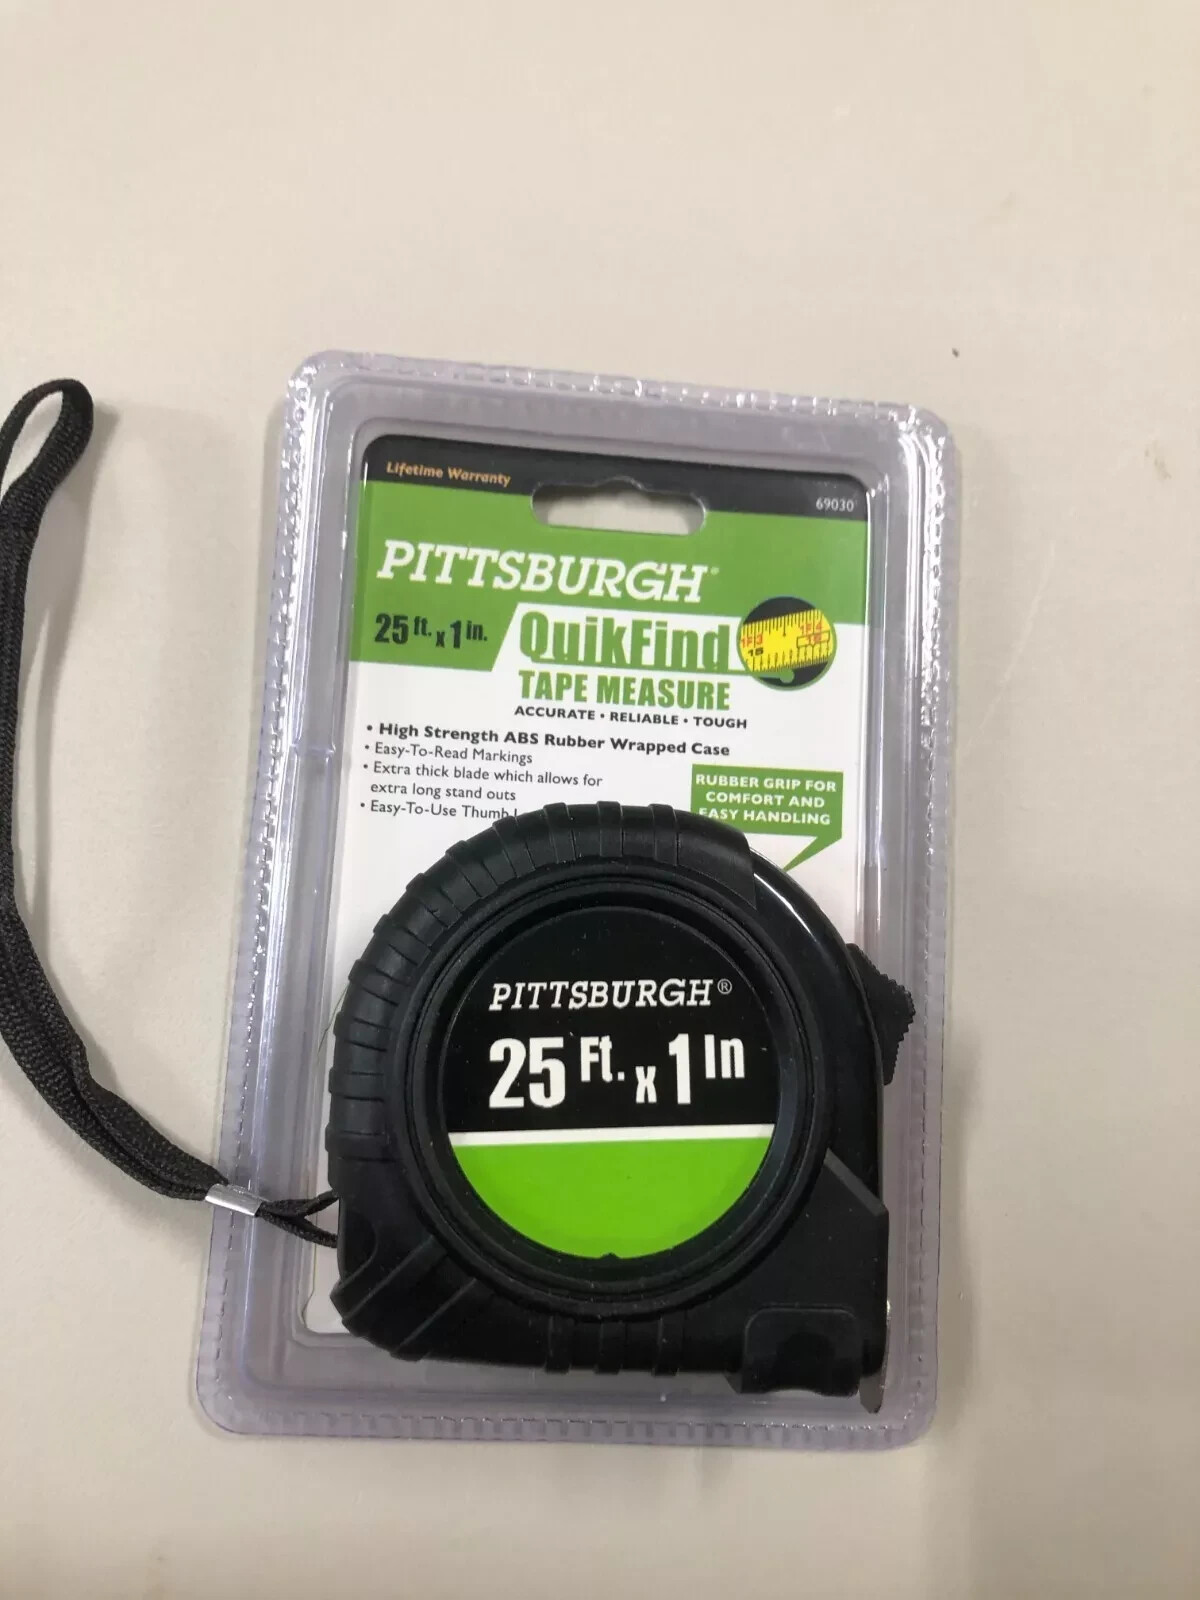 Lifetime Warranty
69030
PITTSBURGH®
25 ft. x 1 in.
QuikFind
TAPE MEASURE
ACCURATE • RELIABLE • TOUGH
• High Strength ABS Rubber Wrapped Case
• Easy-To-Read Markings
• Extra thick blade which allows for
extra long stand outs
• Easy-To-Use Thumb
RUBBER GRIP FOR
COMFORT AND
EASY HANDLING
PITTSBURGH®
25 Ft. x 1 In